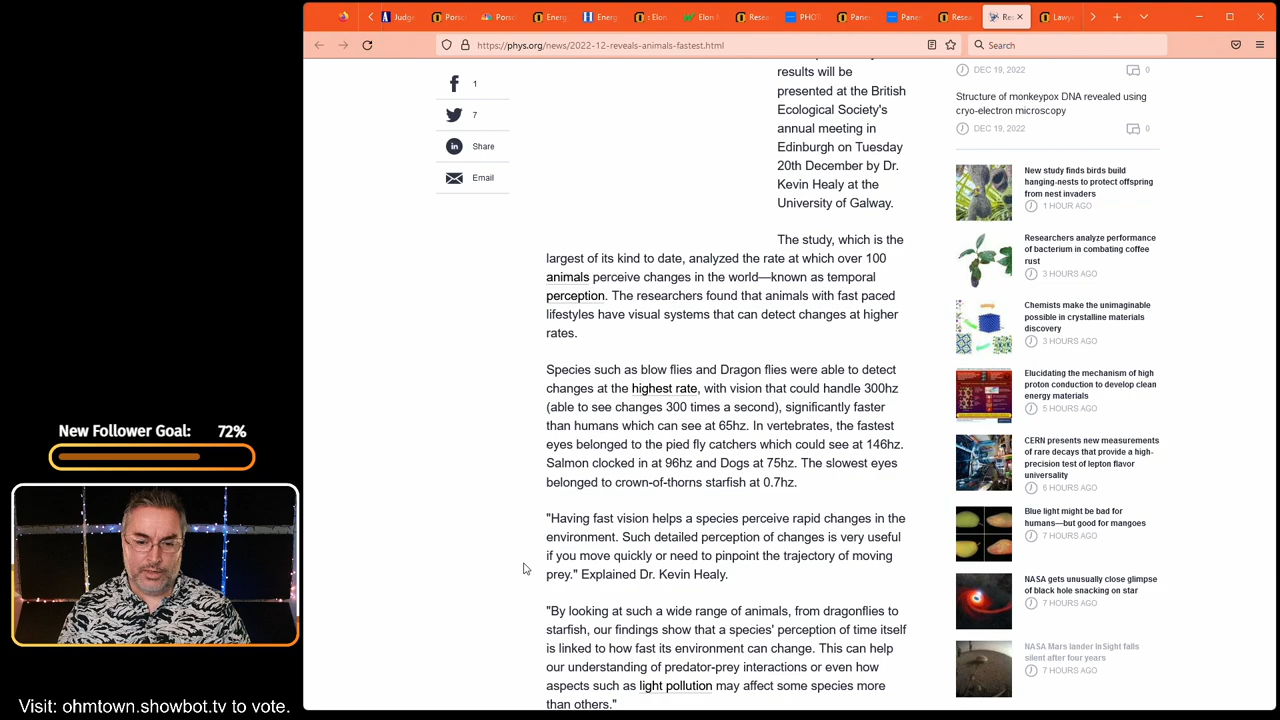 Judge
Porsc
Porsc
Energ
Energ
: Elon
Elon M
Resea
PHOT
Panen
Panen
Resea
Res
Lawye
https://phys.org/news/2022-12-reveals-animals-fastest.html
Search
1
7
Share
Email
results will be
presented at the British
Ecological Society's
annual meeting in
Edinburgh on Tuesday
20th December by Dr.
Kevin Healy at the
University of Galway.
The study, which is the
largest of its kind to date, analyzed the rate at which over 100
animals perceive changes in the world—known as temporal
perception. The researchers found that animals with fast paced
lifestyles have visual systems that can detect changes at higher
rates.
Species such as blow flies and Dragon flies were able to detect
changes at the highest rate, with vision that could handle 300hz
(able to see changes 300 times a second), significantly faster
than humans which can see at 65hz. In vertebrates, the fastest
eyes belonged to the pied fly catchers which could see at 146hz.
Salmon clocked in at 96hz and Dogs at 75hz. The slowest eyes
belonged to crown-of-thorns starfish at 0.7hz.
"Having fast vision helps a species perceive rapid changes in the
environment. Such detailed perception of changes is very useful
if you move quickly or need to pinpoint the trajectory of moving
prey." Explained Dr. Kevin Healy.
"By looking at such a wide range of animals, from dragonflies to
starfish, our findings show that a species' perception of time itself
is linked to how fast its environment can change. This can help
our understanding of predator-prey interactions or even how
aspects such as light pollution may affect some species more
than others."
DEC 19, 2022
0
Structure of monkeypox DNA revealed using
cryo-electron microscopy
DEC 19, 2022
0
New study finds birds build
hanging-nests to protect offspring
from nest invaders
1 HOUR AGO
Researchers analyze performance
of bacterium in combating coffee
rust
3 HOURS AGO
Chemists make the unimaginable
possible in crystalline materials
discovery
3 HOURS AGO
Elucidating the mechanism of high
proton conduction to develop clean
energy materials
5 HOURS AGO
CERN presents new measurements
of rare decays that provide a high-
precision test of lepton flavor
universality
6 HOURS AGO
Blue light might be bad for
humans—but good for mangoes
7 HOURS AGO
NASA gets unusually close glimpse
of black hole snacking on star
7 HOURS AGO
NASA Mars lander InSight falls
silent after four years
7 HOURS AGO
New Follower Goal: 72%
Visit: ohmtown.showbot.tv to vote.